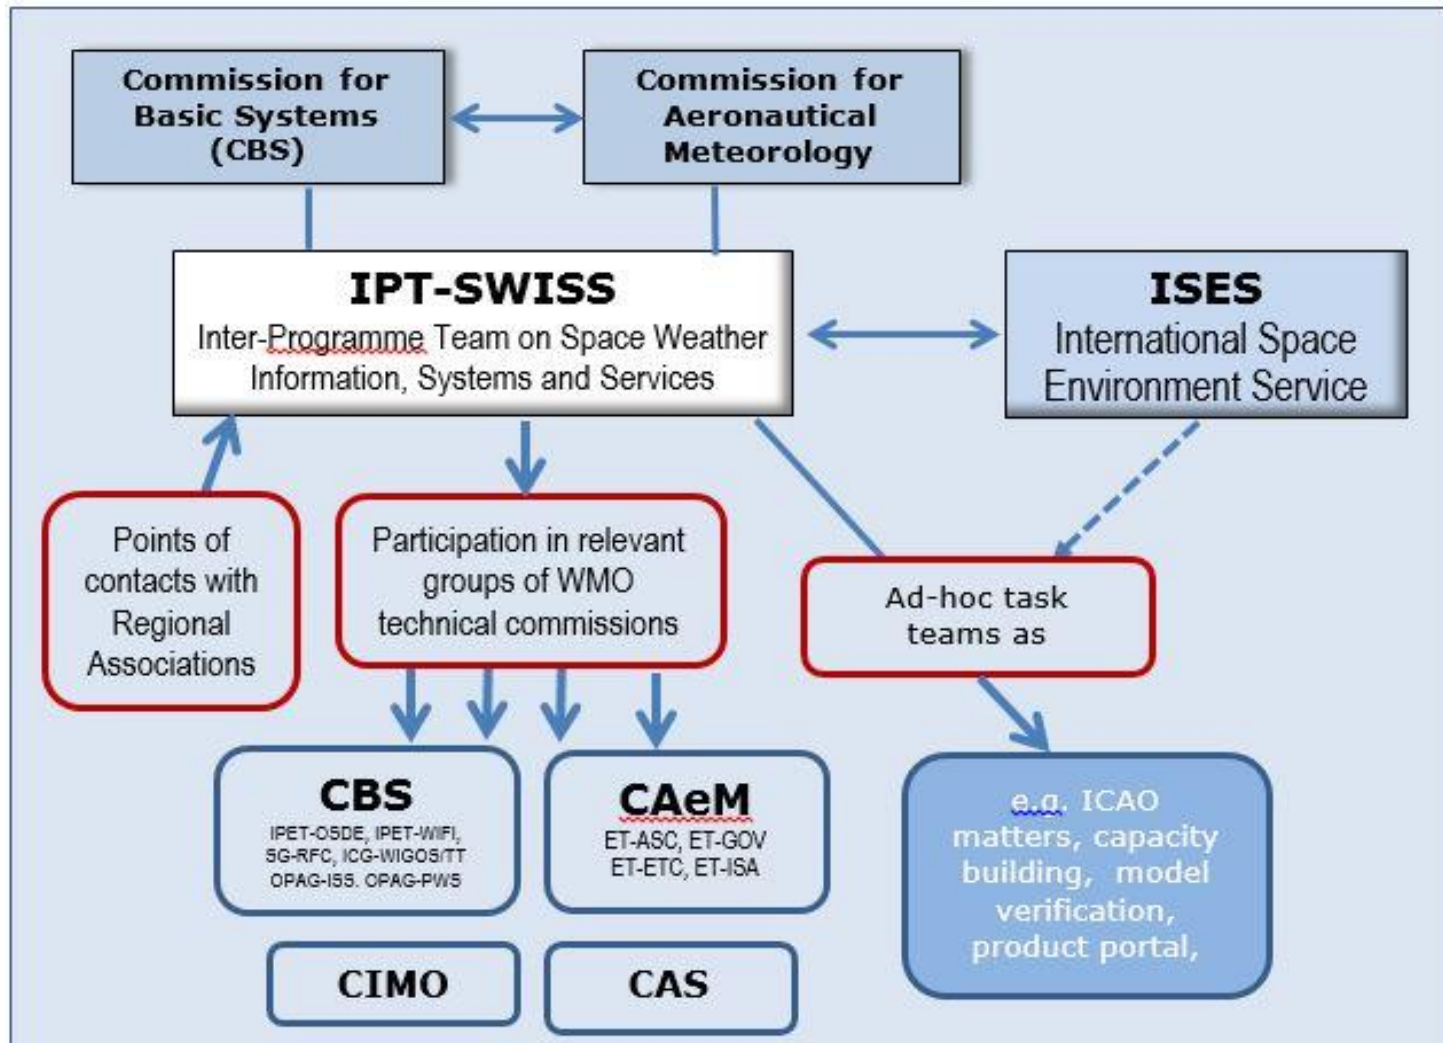 Commission for
Basic Systems
(CBS)
Commission for
Aeronautical
Meteorology
IPT-SWISS
Inter-Programme Team on Space Weather
Information, Systems and Services
ISES
International Space
Environment Service
Points of
contacts with
Regional
Associations
Participation in relevant
groups of WMO
technical commissions
Ad-hoc task
teams as
CBS
IPET-OSDE, IPET-WIFI,
SG-RFC, ICG-WIGOS/TT
OPAG-ISS. OPAG-PWS
CAeM
ET-ASC, ET-GOV
ET-ETC, ET-ISA
e.g. ICAO
matters, capacity
building, model
verification,
product portal,
CIMO
CAS